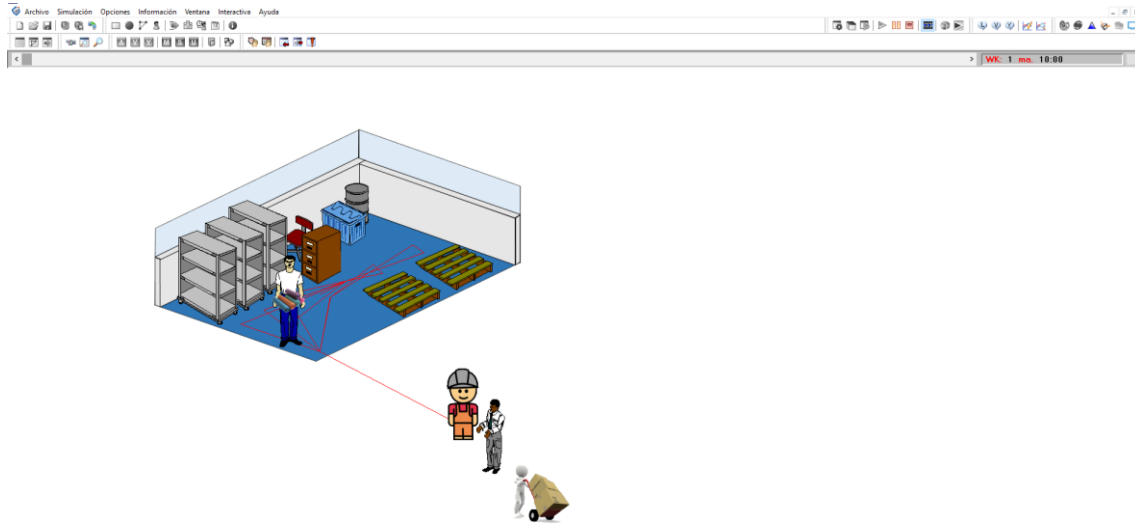 Archivo Simulación Opciones Información Ventana Interactiva Ayuda
WK: 1 ma. 10:00